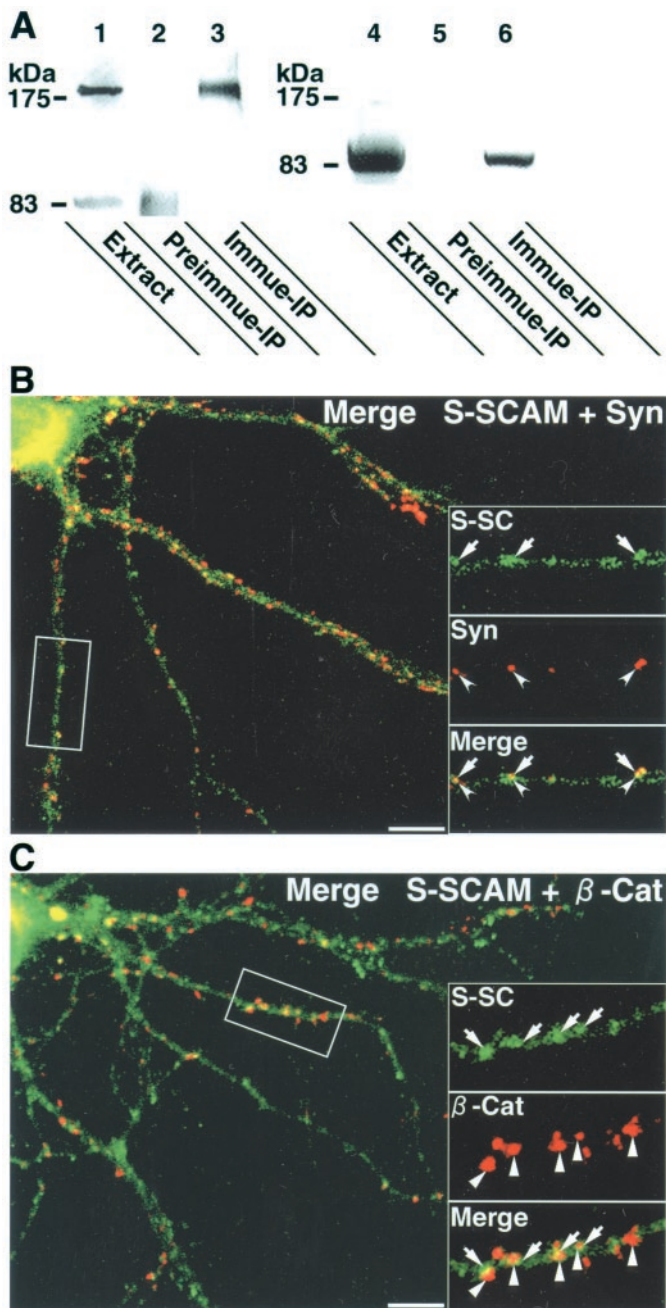 A
1 2 3 4 5 6
kDa kDa
175 175
83 83
Extract Preimmue-IP Immue-IP Extract Preimmue-IP Immue-IP
B
Merge S-SCAM + Syn
S-SC
Syn
Merge
C
Merge S-SCAM + β-Cat
S-SC
β-Cat
Merge